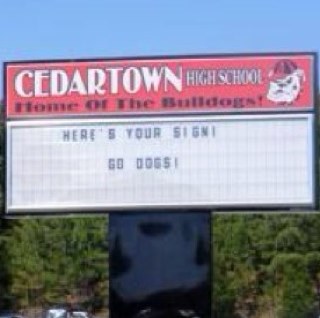 CEDARTOWN HIGH SCHOOL
Home Of The Bulldogs!
HERE'S YOUR SIGN!
GO DOGS!